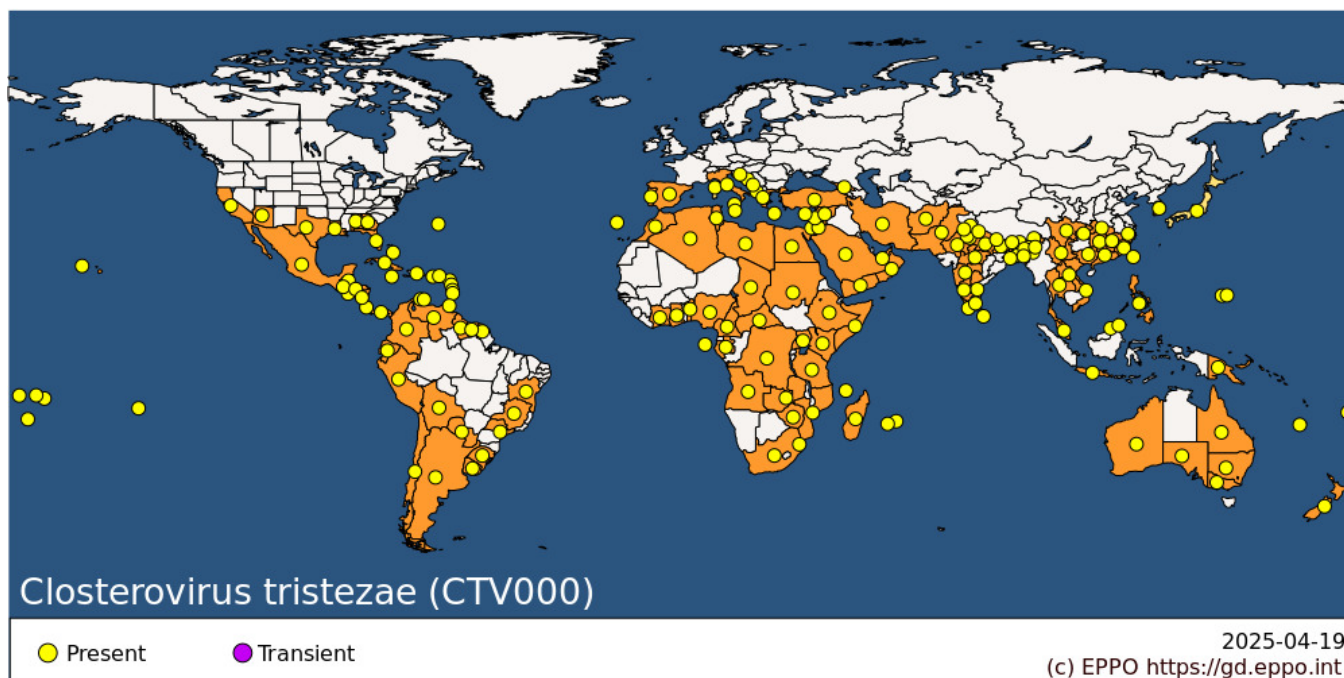 Closterovirus tristezae (CTV000)
Present
Transient
2025-04-19
(c) EPPO https://gd.eppo.int